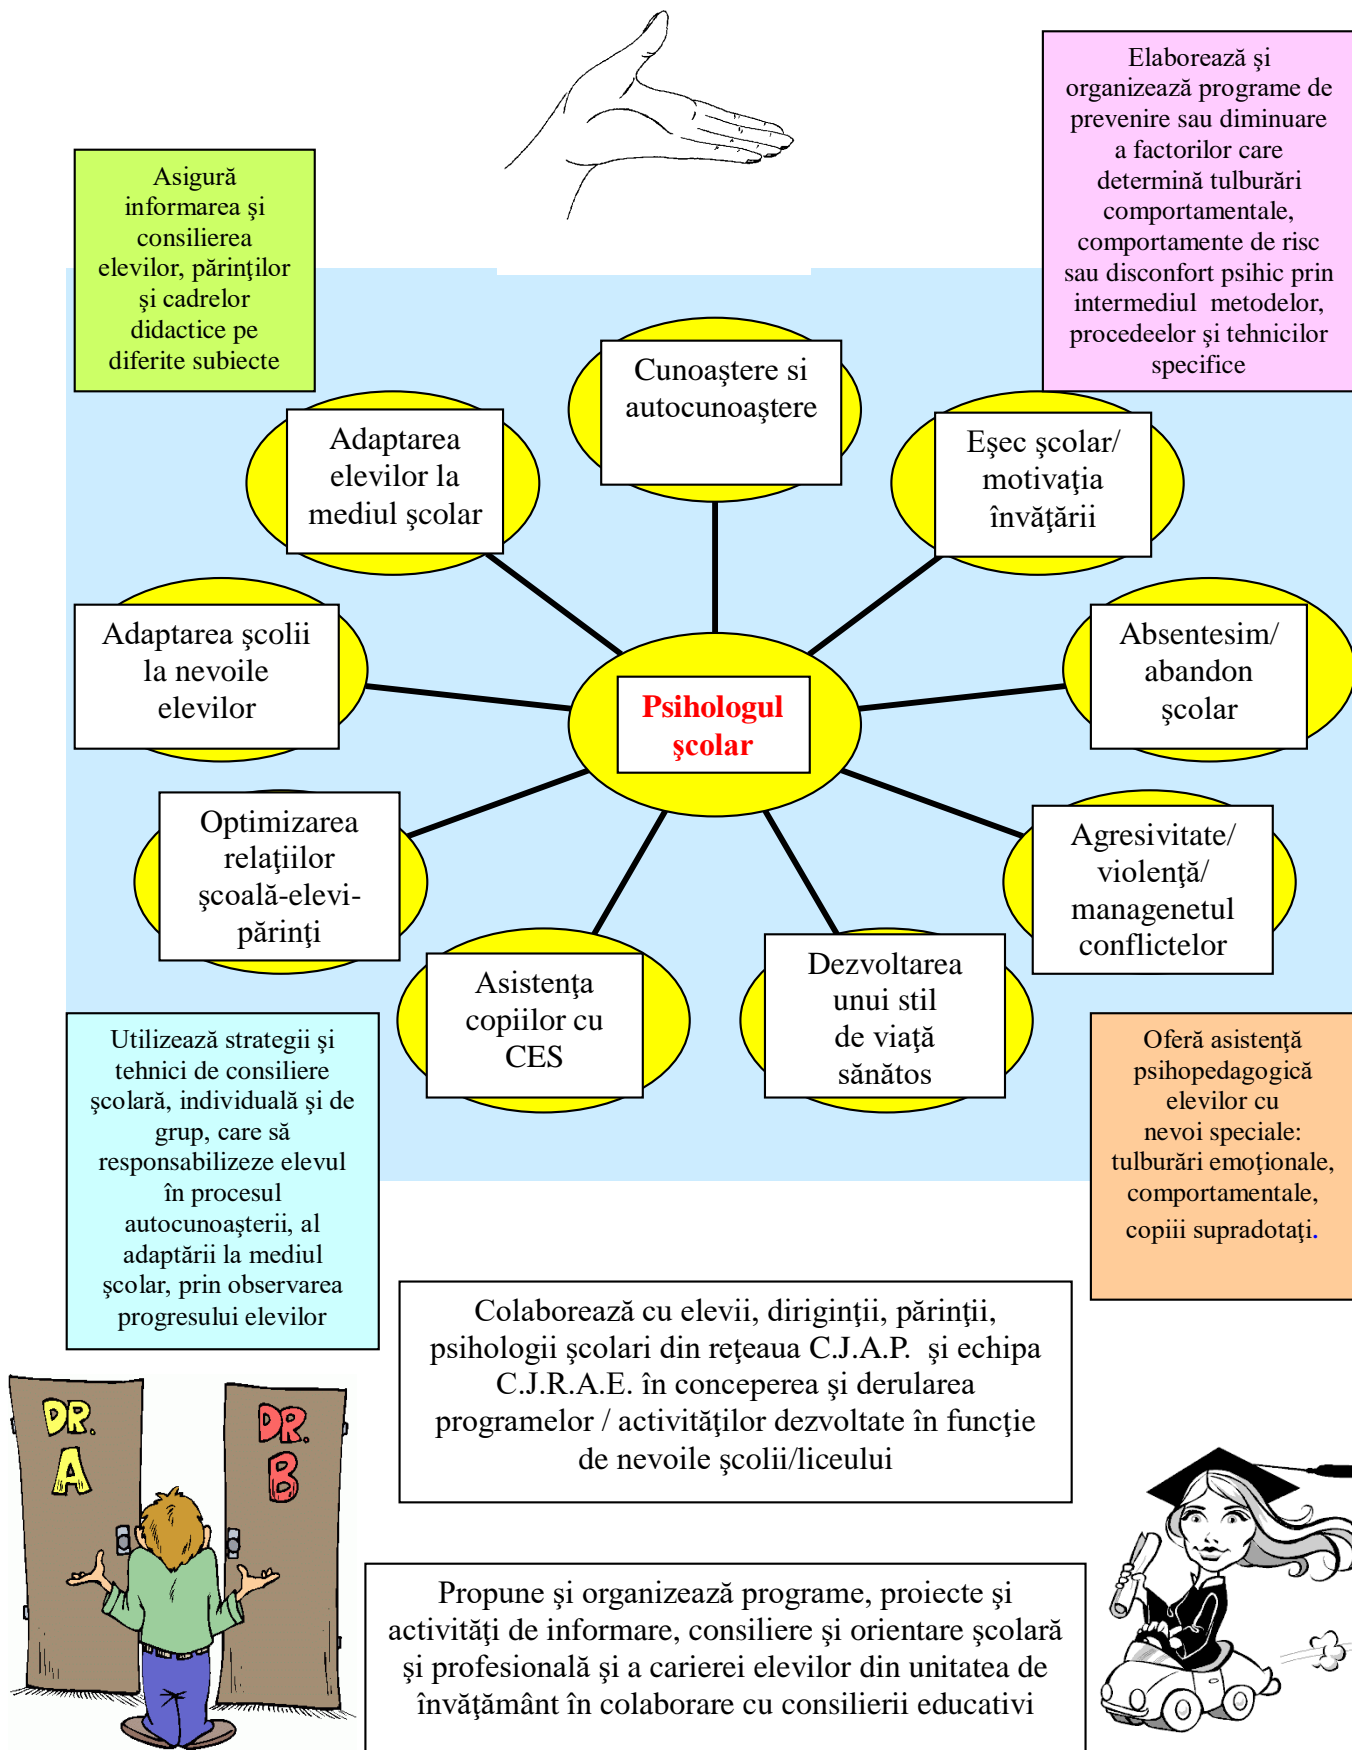 Elaborează şi
organizează programe de
prevenire sau diminuare
a factorilor care
determină tulburări
comportamentale,
comportamente de risc
sau disconfort psihic prin
intermediul metodelor,
procedeelor şi tehnicilor
specifice
Asigură
informarea şi
consilierea
elevilor, părinţilor
şi cadrelor
didactice pe
diferite subiecte
Cunoaştere si
autocunoaştere
Adaptarea
elevilor la
mediul şcolar
Eşec şcolar/
motivaţia
învăţării
Adaptarea şcolii
la nevoile
elevilor
Absentesim/
abandon
şcolar
Psihologul
şcolar
Optimizarea
relaţiilor
şcoală-elevi-
părinţi
Agresivitate/
violenţă/
managenetul
conflictelor
Asistenţa
copiilor cu
CES
Dezvoltarea
unui stil
de viaţă
sănătos
Utilizează strategii şi
tehnici de consiliere
şcolară, individuală şi de
grup, care să
responsabilizeze elevul
în procesul
autocunoaşterii, al
adaptării la mediul
şcolar, prin observarea
progresului elevilor
Oferă asistenţă
psihopedagogică
elevilor cu
nevoi speciale:
tulburări emoţionale,
comportamentale,
copiii supradotaţi.
Colaborează cu elevii, diriginţii, părinţii,
psihologii şcolari din reţeaua C.J.A.P. şi echipa
C.J.R.A.E. în conceperea şi derularea
programelor / activităţilor dezvoltate în funcţie
de nevoile şcolii/liceului
DR.
A
DR.
B
Propune şi organizează programe, proiecte şi
activităţi de informare, consiliere şi orientare şcolară
şi profesională şi a carierei elevilor din unitatea de
învăţământ în colaborare cu consilierii educativi